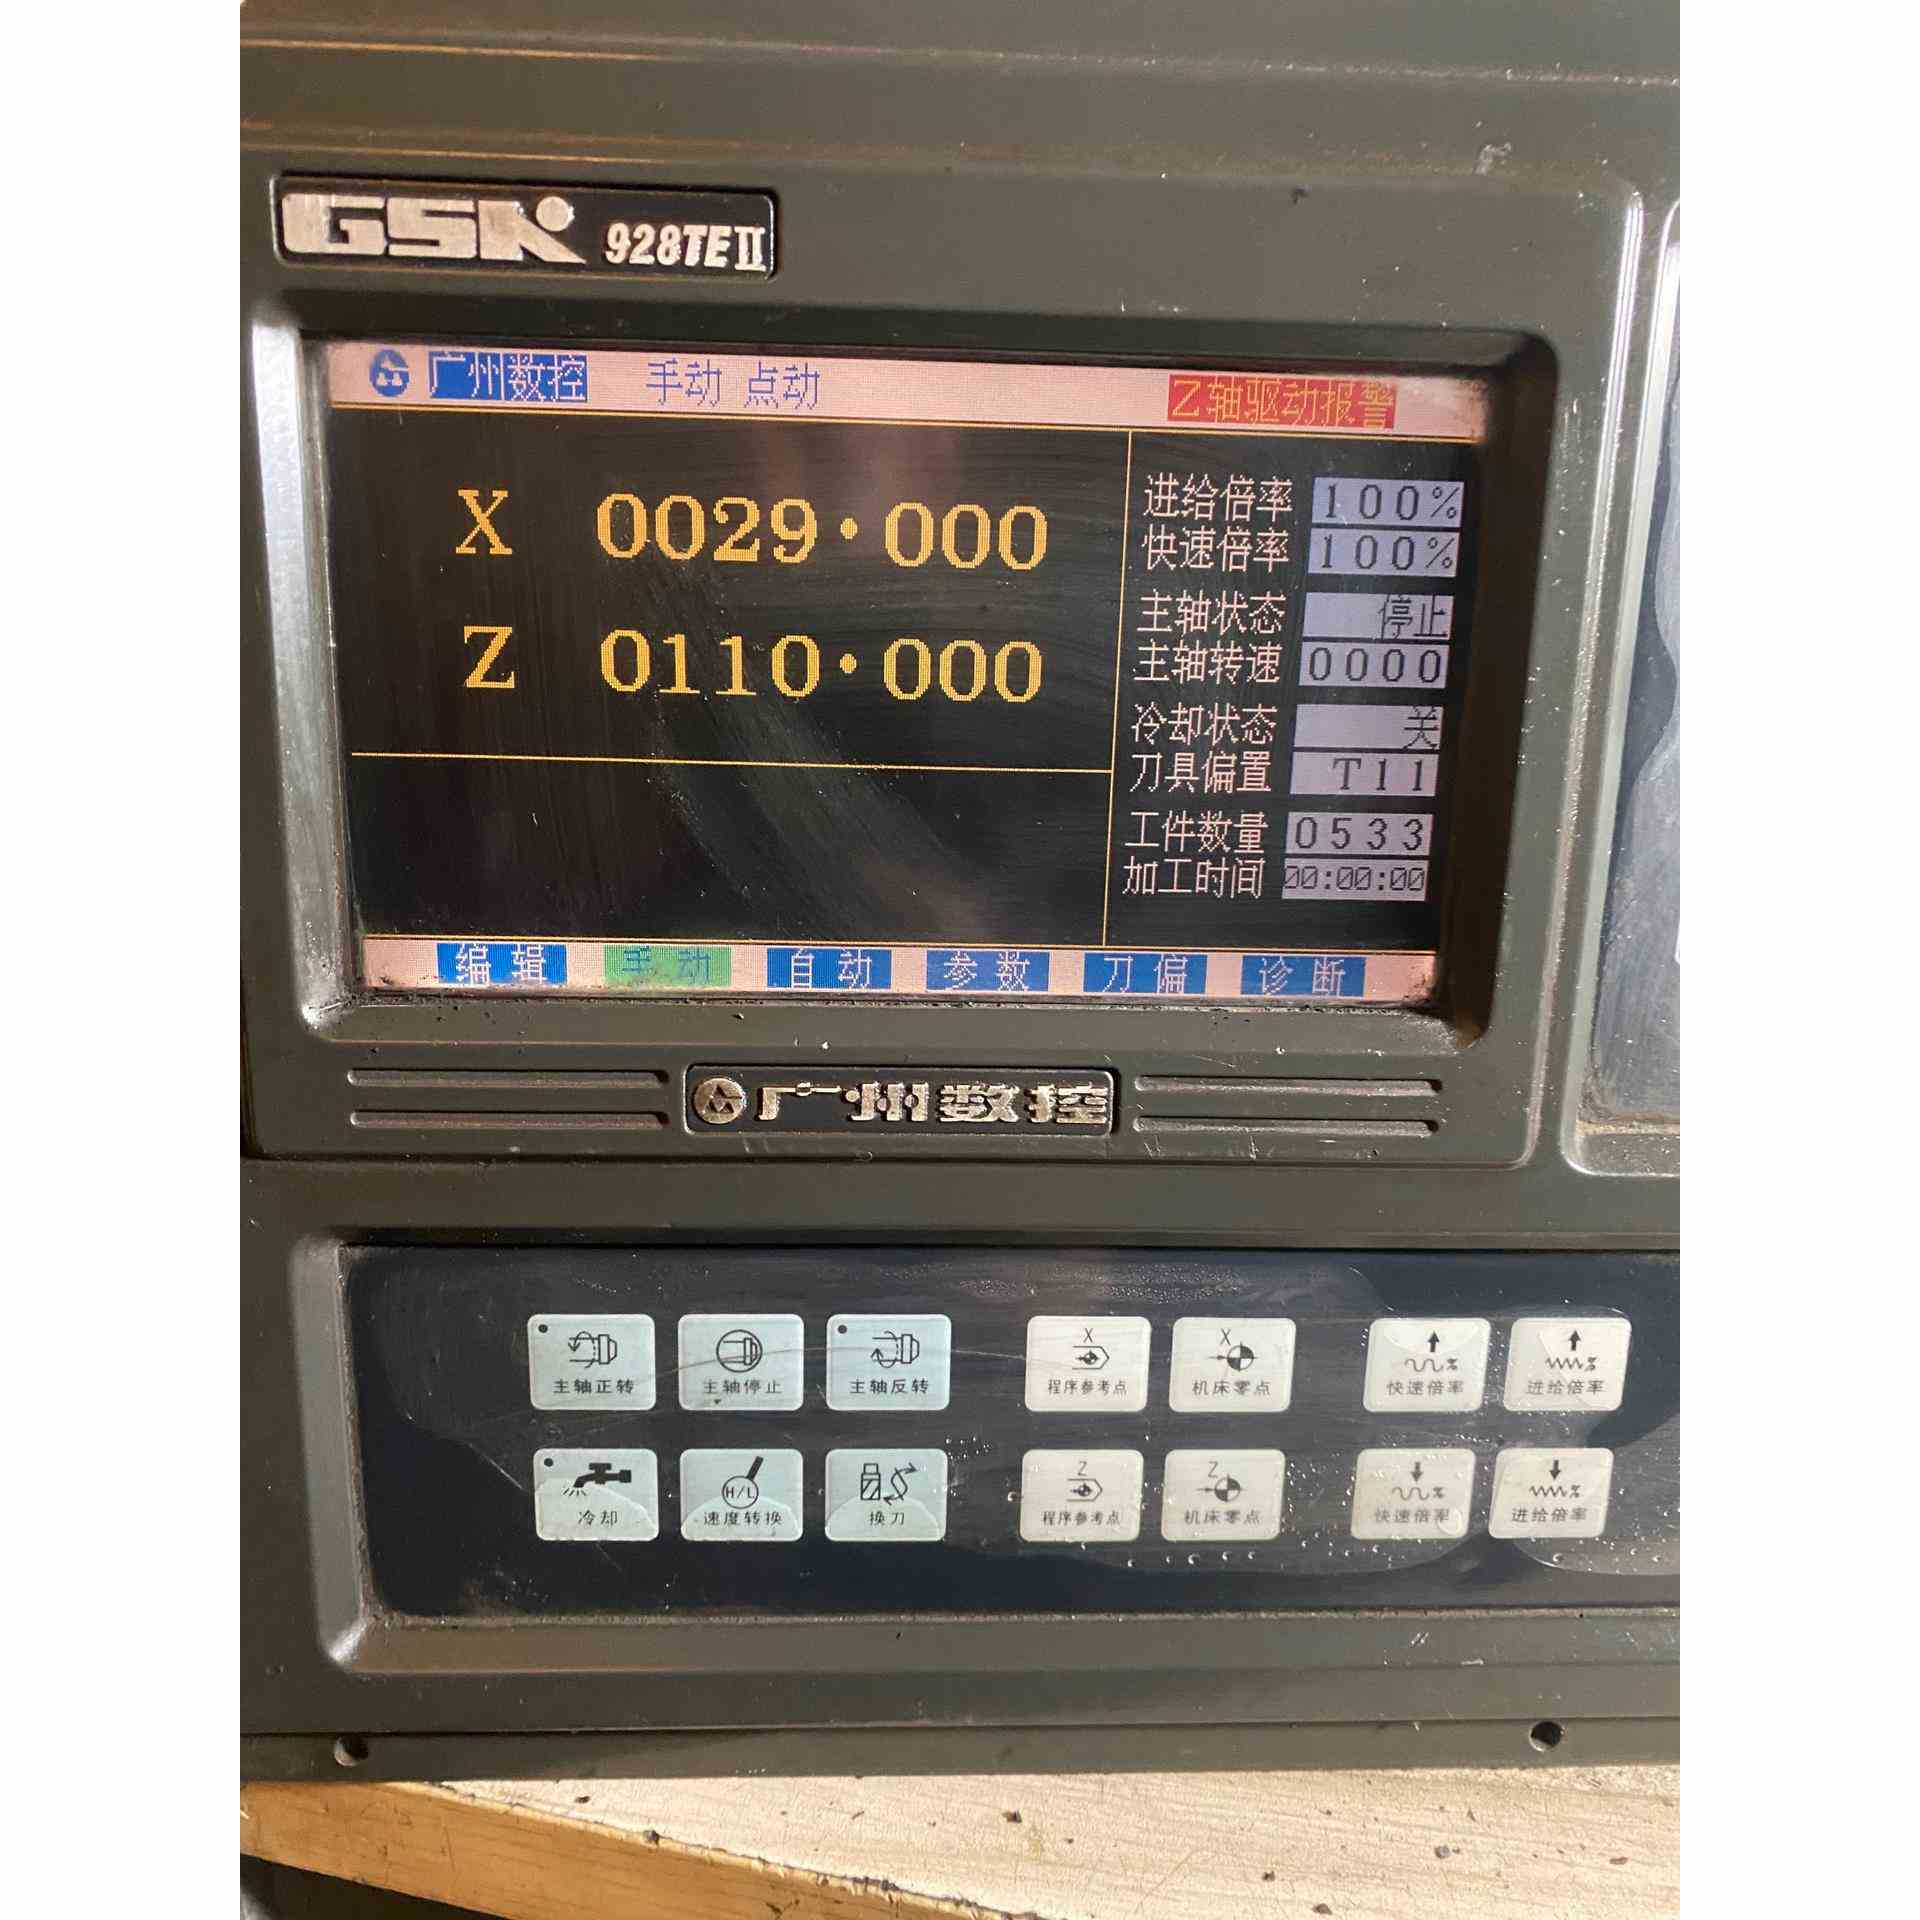 GSK 928TEⅡ
广州数控 手动 点动 Z轴驱动报警
X 0029.000
Z 0110.000
进给倍率 100%
快速倍率 100%
主轴状态 停止
主轴转速 0000
冷却状态 关
刀具偏置 T11
工件数量 0533
加工时间 00:00:00
编辑 手动 自动 参数 刀偏 诊断
广州数控
主轴正转 主轴停止 主轴反转 X 程序参考点 X 机床零点 % 快速倍率 % 进给倍率
冷却 H/L 速度转换 换刀 Z 程序参考点 Z 机床零点 % 快速倍率 % 进给倍率